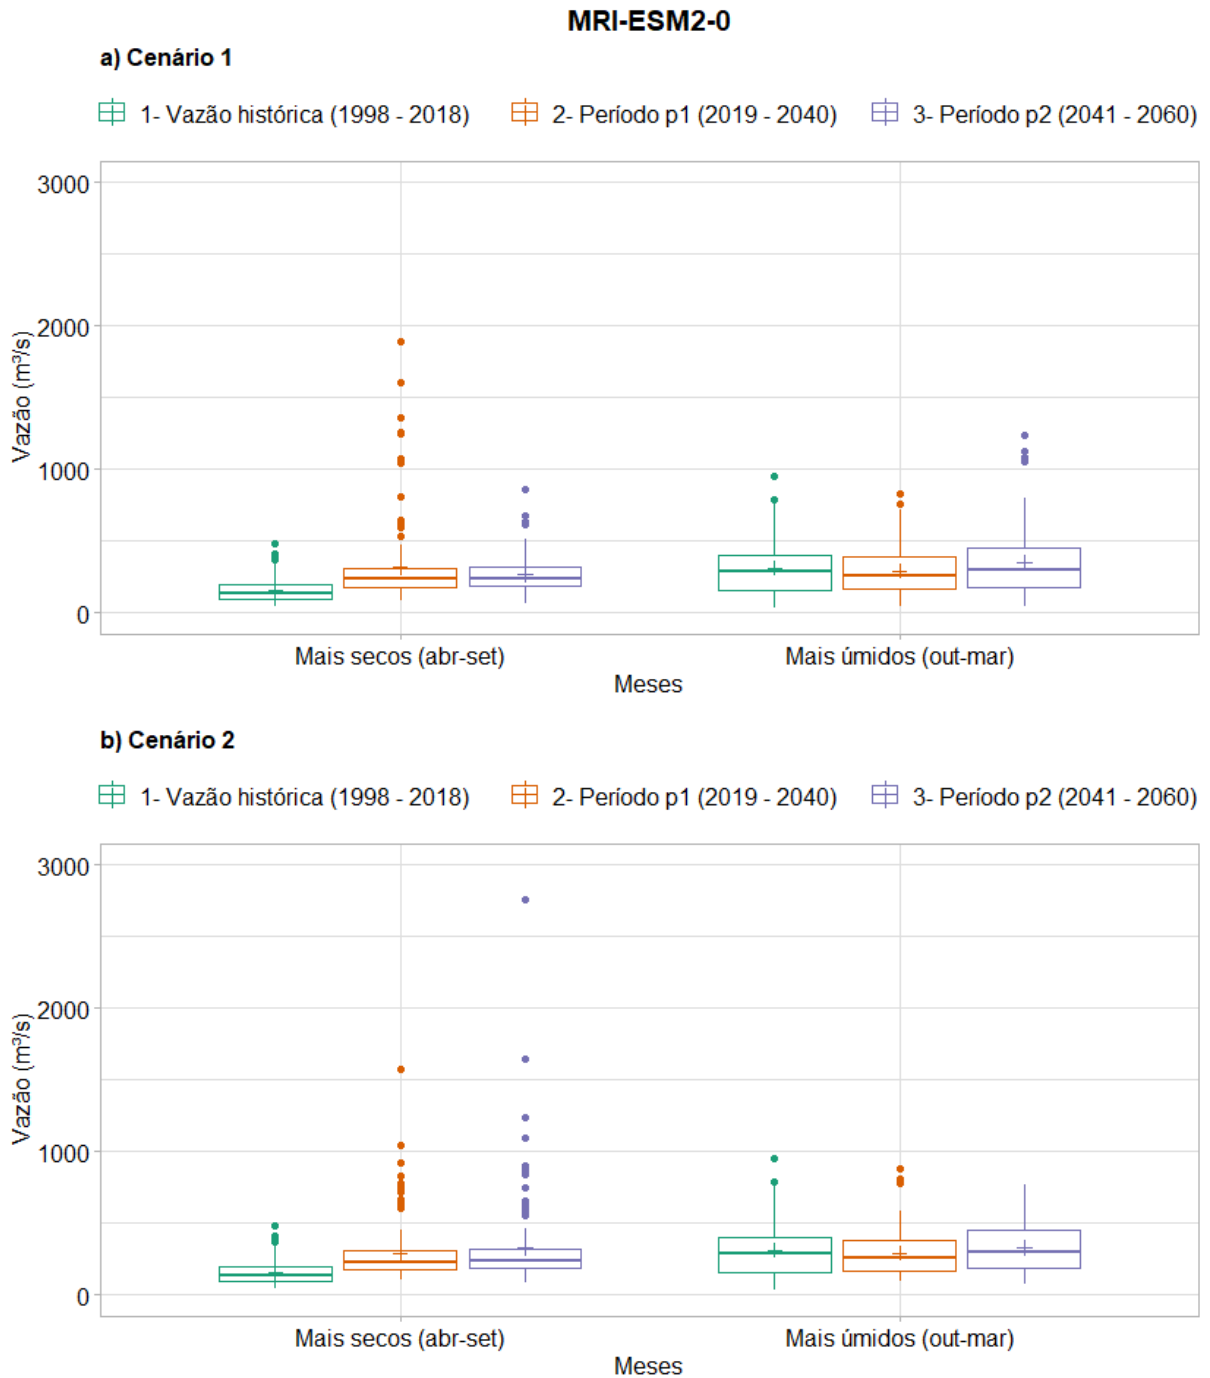 MRI-ESM2-0
a) Cenário 1
1- Vazão histórica (1998 - 2018) 2- Período p1 (2019 - 2040) 3- Período p2 (2041 - 2060)
3000
2000
1000
0
Vazão (m³/s)
Mais secos (abr-set) Mais úmidos (out-mar)
Meses
b) Cenário 2
1- Vazão histórica (1998 - 2018) 2- Período p1 (2019 - 2040) 3- Período p2 (2041 - 2060)
3000
2000
1000
0
Vazão (m³/s)
Mais secos (abr-set) Mais úmidos (out-mar)
Meses